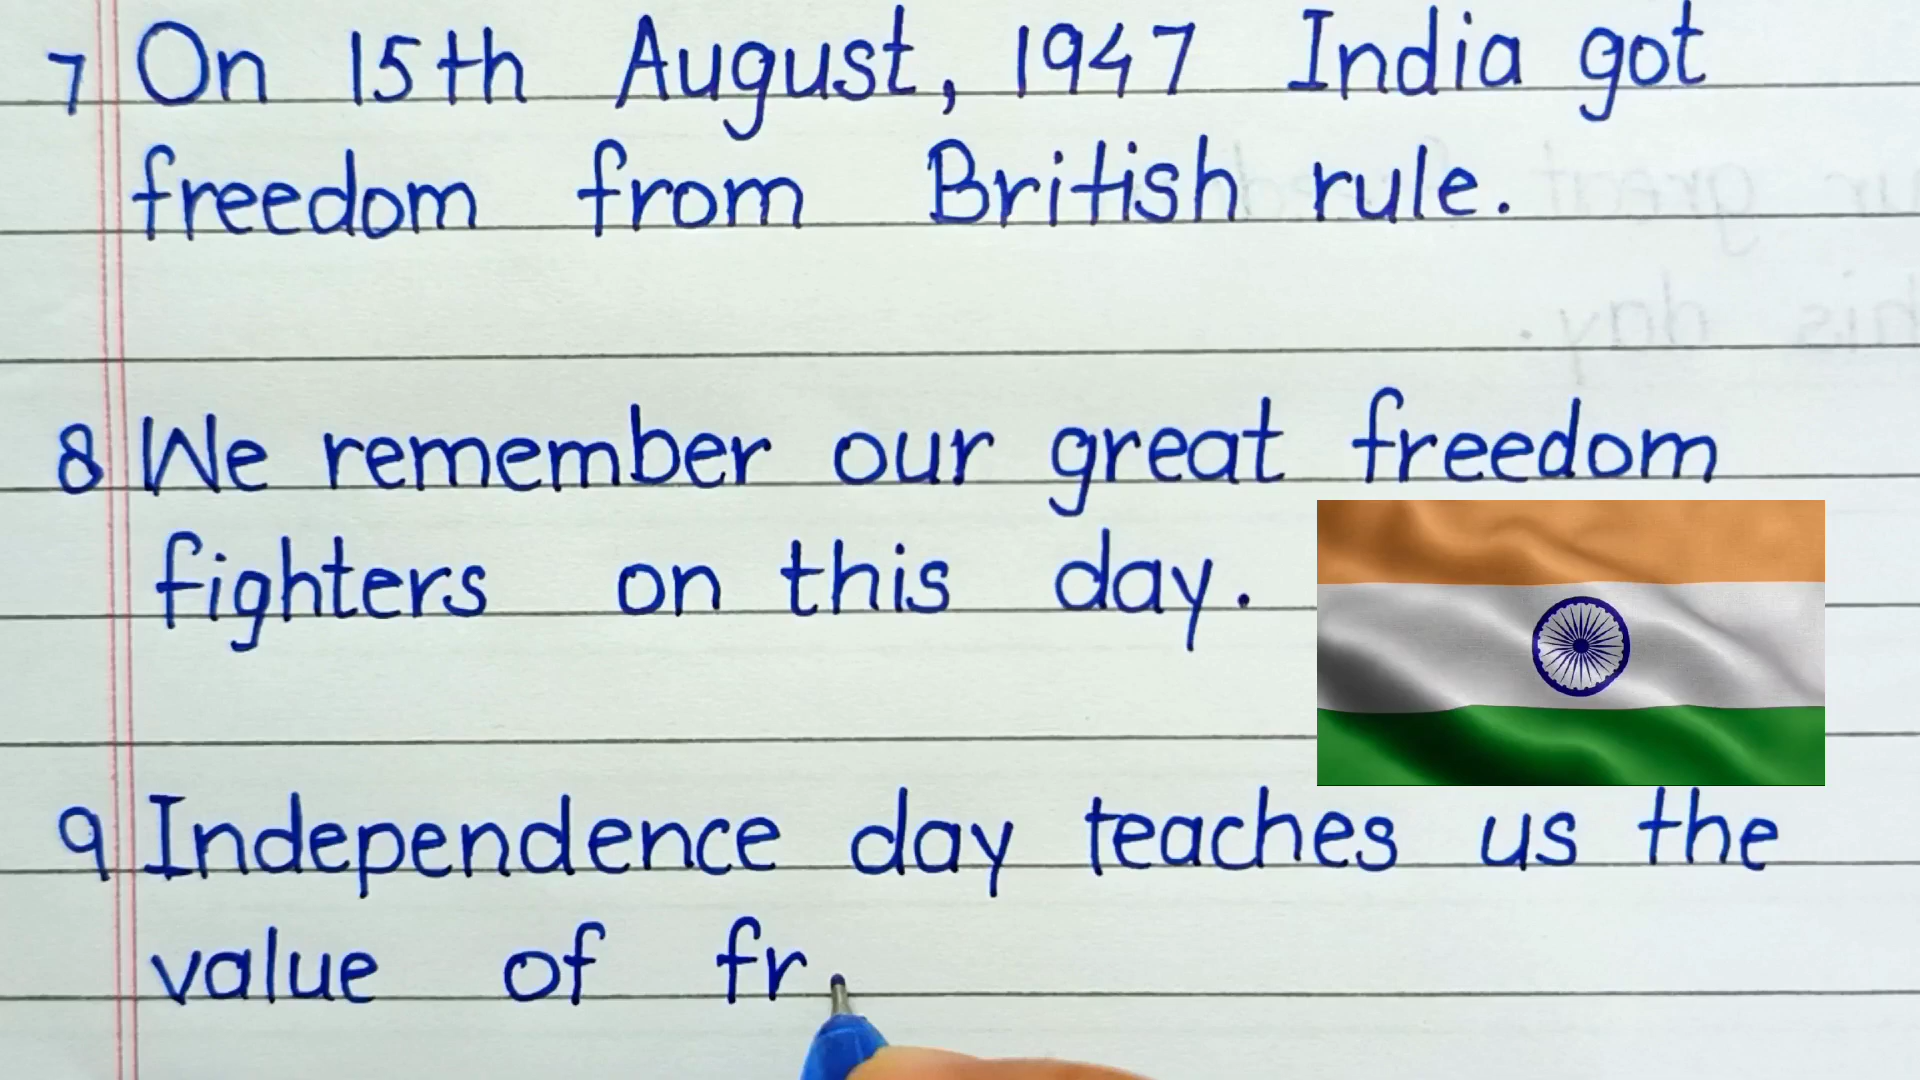 7 On 15th August, 1947 India got
freedom from British rule.
8 We remember our great freedom
fighters on this day.
9 Independence day teaches us the
value of fr